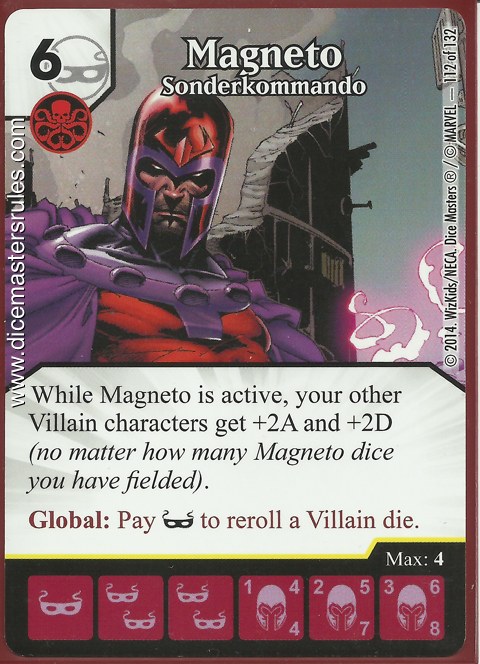 6
Magneto
Sonderkommando
www.dicemastersrules.com
© 2014. WizKids/NECA. Dice Masters ® / © MARVEL — 112 of 132
While Magneto is active, your other
Villain characters get +2A and +2D
(no matter how many Magneto dice
you have fielded).
Global: Pay to reroll a Villain die.
Max: 4
1 4 4
2 5 7
3 6 8